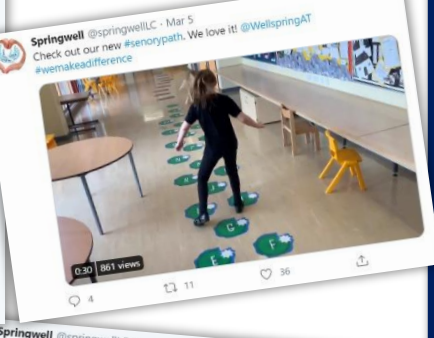 Springwell @springwellLC · Mar 5
Check out our new #senorypath. We love it! @WellspringAT
#wemakeadifference
N
J
G
F
E
0:30 861 views
4 11 36
Springwell